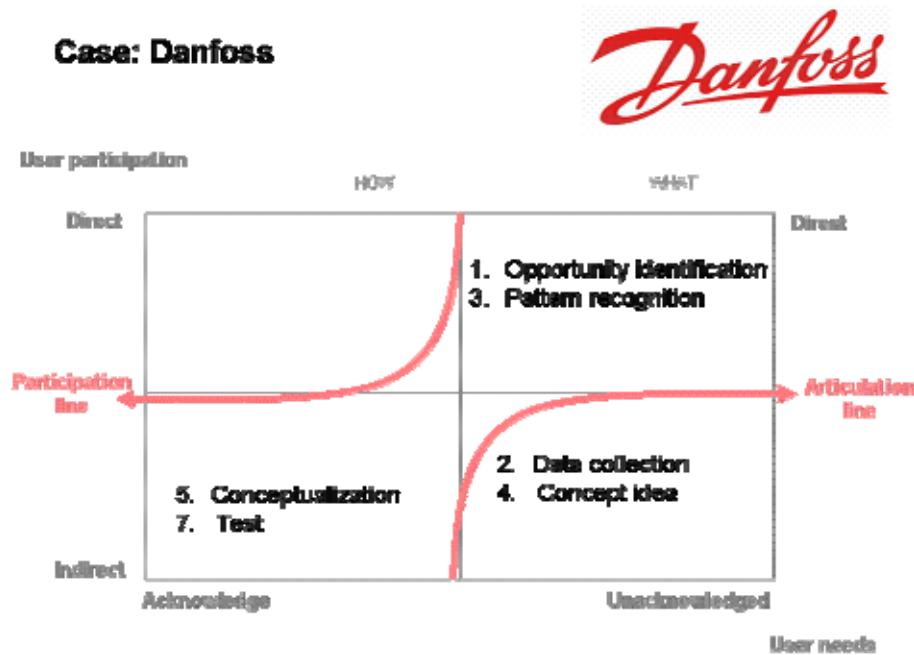 Case: Danfoss
Danfoss
User participation
HOW
WHAT
Direct
Direct
1. Opportunity identification
3. Pattern recognition
Participation
line
Articulation
line
2. Data collection
4. Concept idea
5. Conceptualization
7. Test
Indirect
Acknowledge
Unacknowledged
User needs